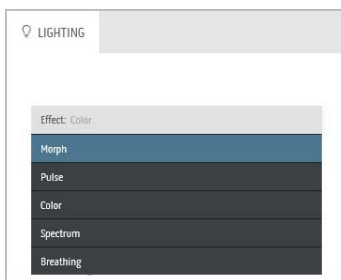 LIGHTING
Effect: Color
Morph
Pulse
Color
Spectrum
Breathing